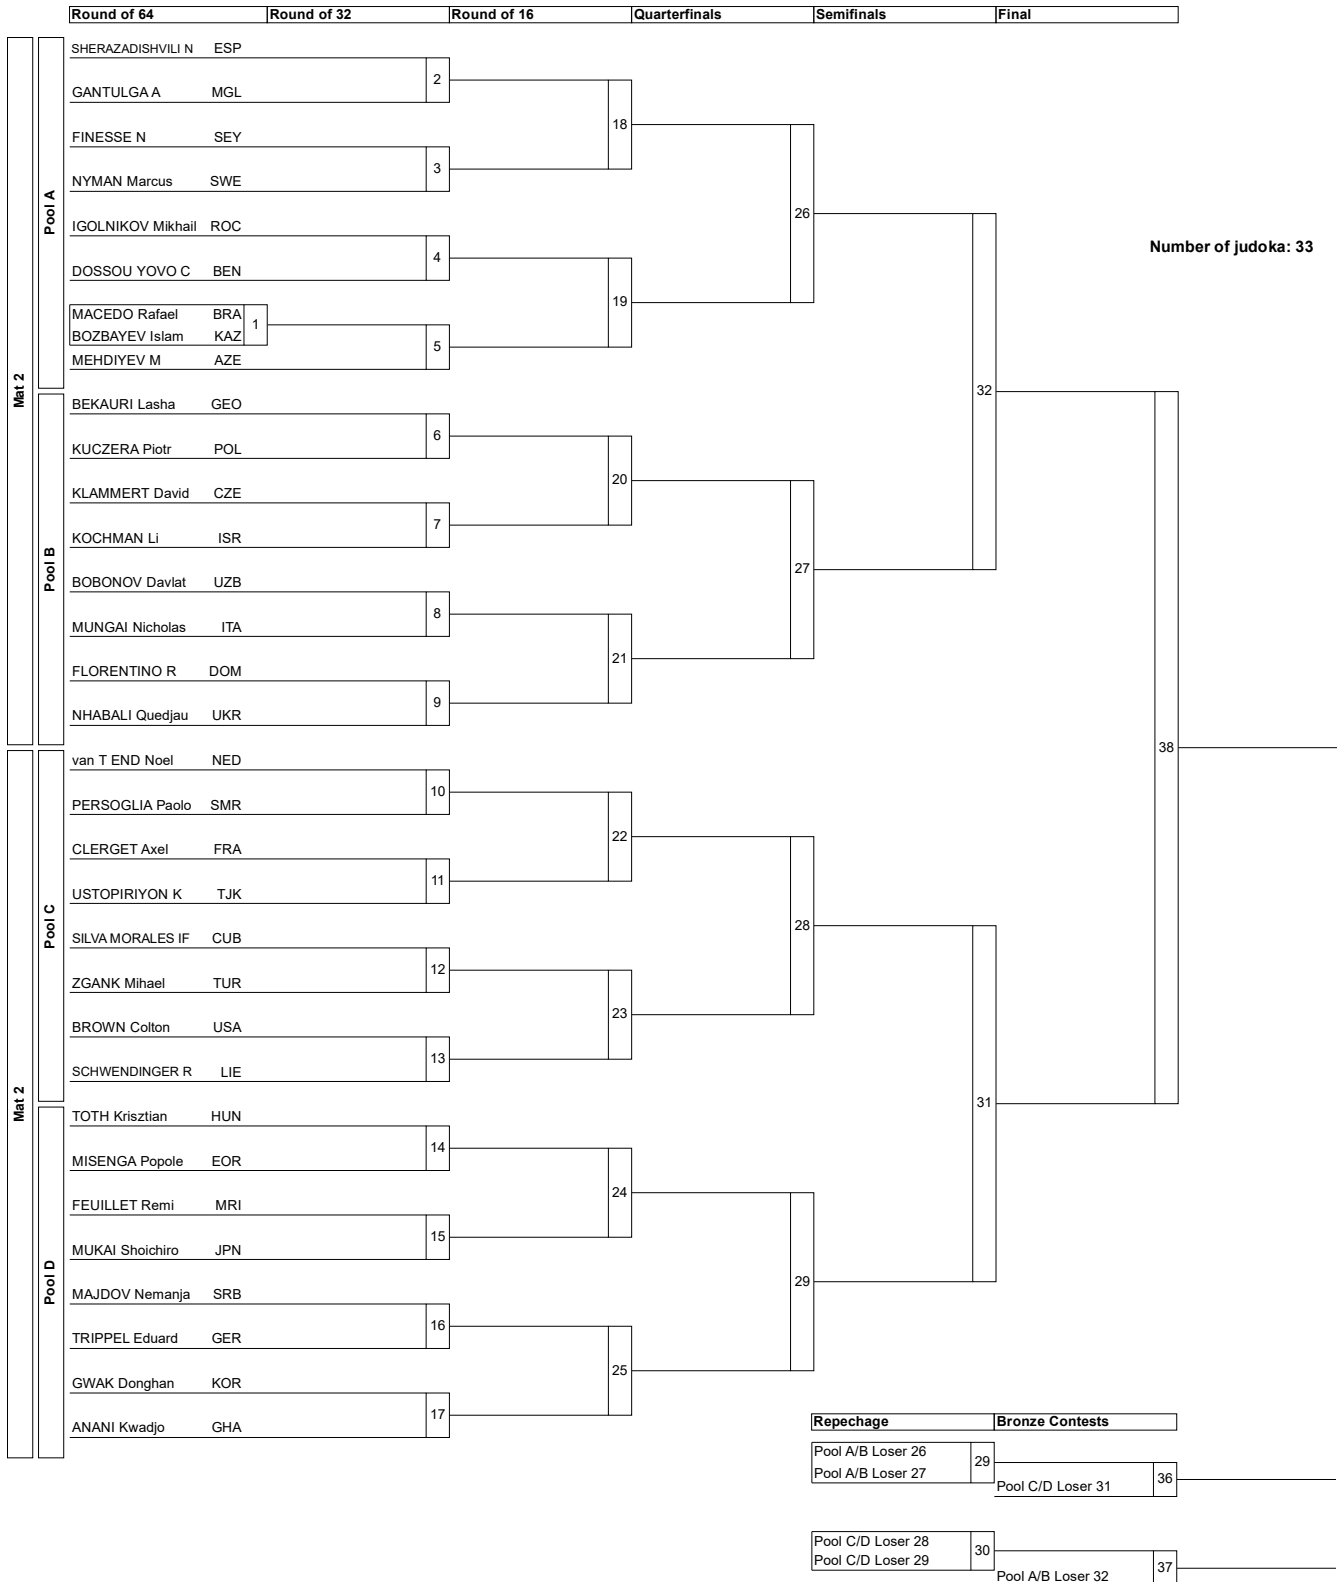 Round of 64 Round of 32 Round of 16 Quarterfinals Semifinals Final
SHERAZADISHVILI N ESP
2
GANTULGA A MGL
18
FINESSE N SEY
3
NYMAN Marcus SWE
Pool A
26
IGOLNIKOV Mikhail ROC
Number of judoka: 33
4
DOSSOU YOVO C BEN
19
MACEDO Rafael BRA
1
BOZBAYEV Islam KAZ
5
MEHDIYEV M AZE
Mat 2
32
BEKAURI Lasha GEO
6
KUCZERA Piotr POL
20
KLAMMERT David CZE
7
KOCHMAN Li ISR
Pool B
27
BOBONOV Davlat UZB
8
MUNGAI Nicholas ITA
21
FLORENTINO R DOM
9
NHABALI Quedjau UKR
38
van T END Noel NED
10
PERSOGLIA Paolo SMR
22
CLERGET Axel FRA
11
USTOPIRIYON K TJK
Pool C
28
SILVA MORALES IF CUB
12
ZGANK Mihael TUR
23
BROWN Colton USA
13
SCHWENDINGER R LIE
Mat 2
31
TOTH Krisztian HUN
14
MISENGA Popole EOR
24
FEUILLET Remi MRI
15
MUKAI Shoichiro JPN
Pool D
29
MAJDOV Nemanja SRB
16
TRIPPEL Eduard GER
25
GWAK Donghan KOR
17
ANANI Kwadjo GHA
Repechage Bronze Contests
Pool A/B Loser 26
29
Pool A/B Loser 27
36
Pool C/D Loser 31
Pool C/D Loser 28
30
Pool C/D Loser 29
37
Pool A/B Loser 32